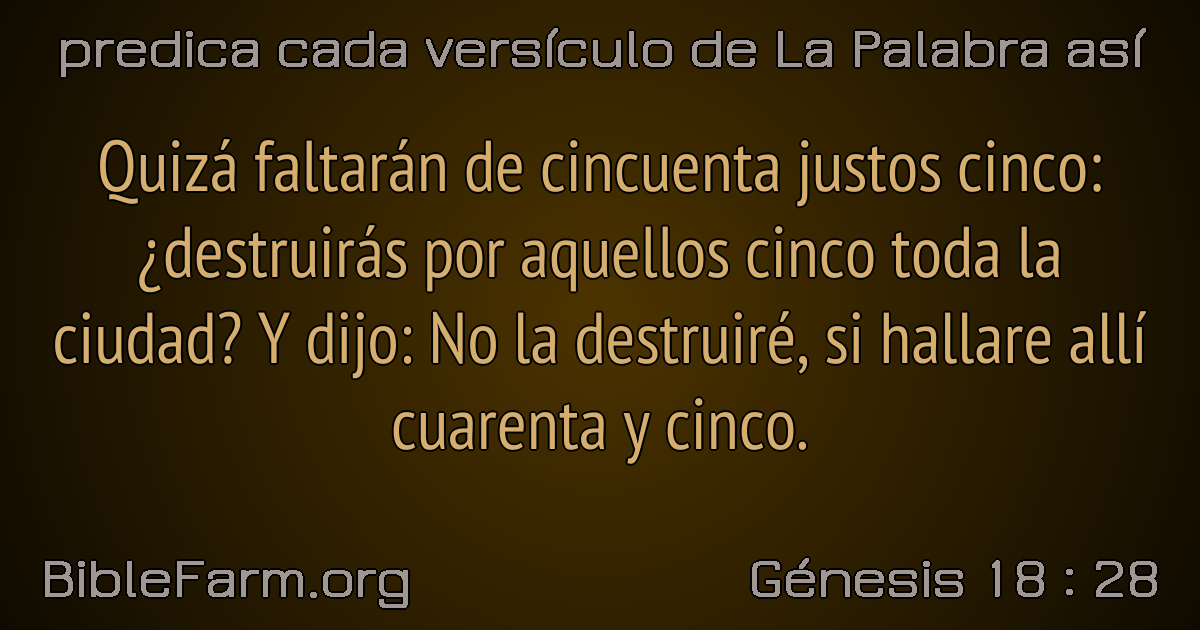 predica cada versículo de La Palabra así
Quizá faltarán de cincuenta justos cinco:
¿destruirás por aquellos cinco toda la
ciudad? Y dijo: No la destruiré, si hallare allí
cuarenta y cinco.
BibleFarm.org
Génesis 18 : 28